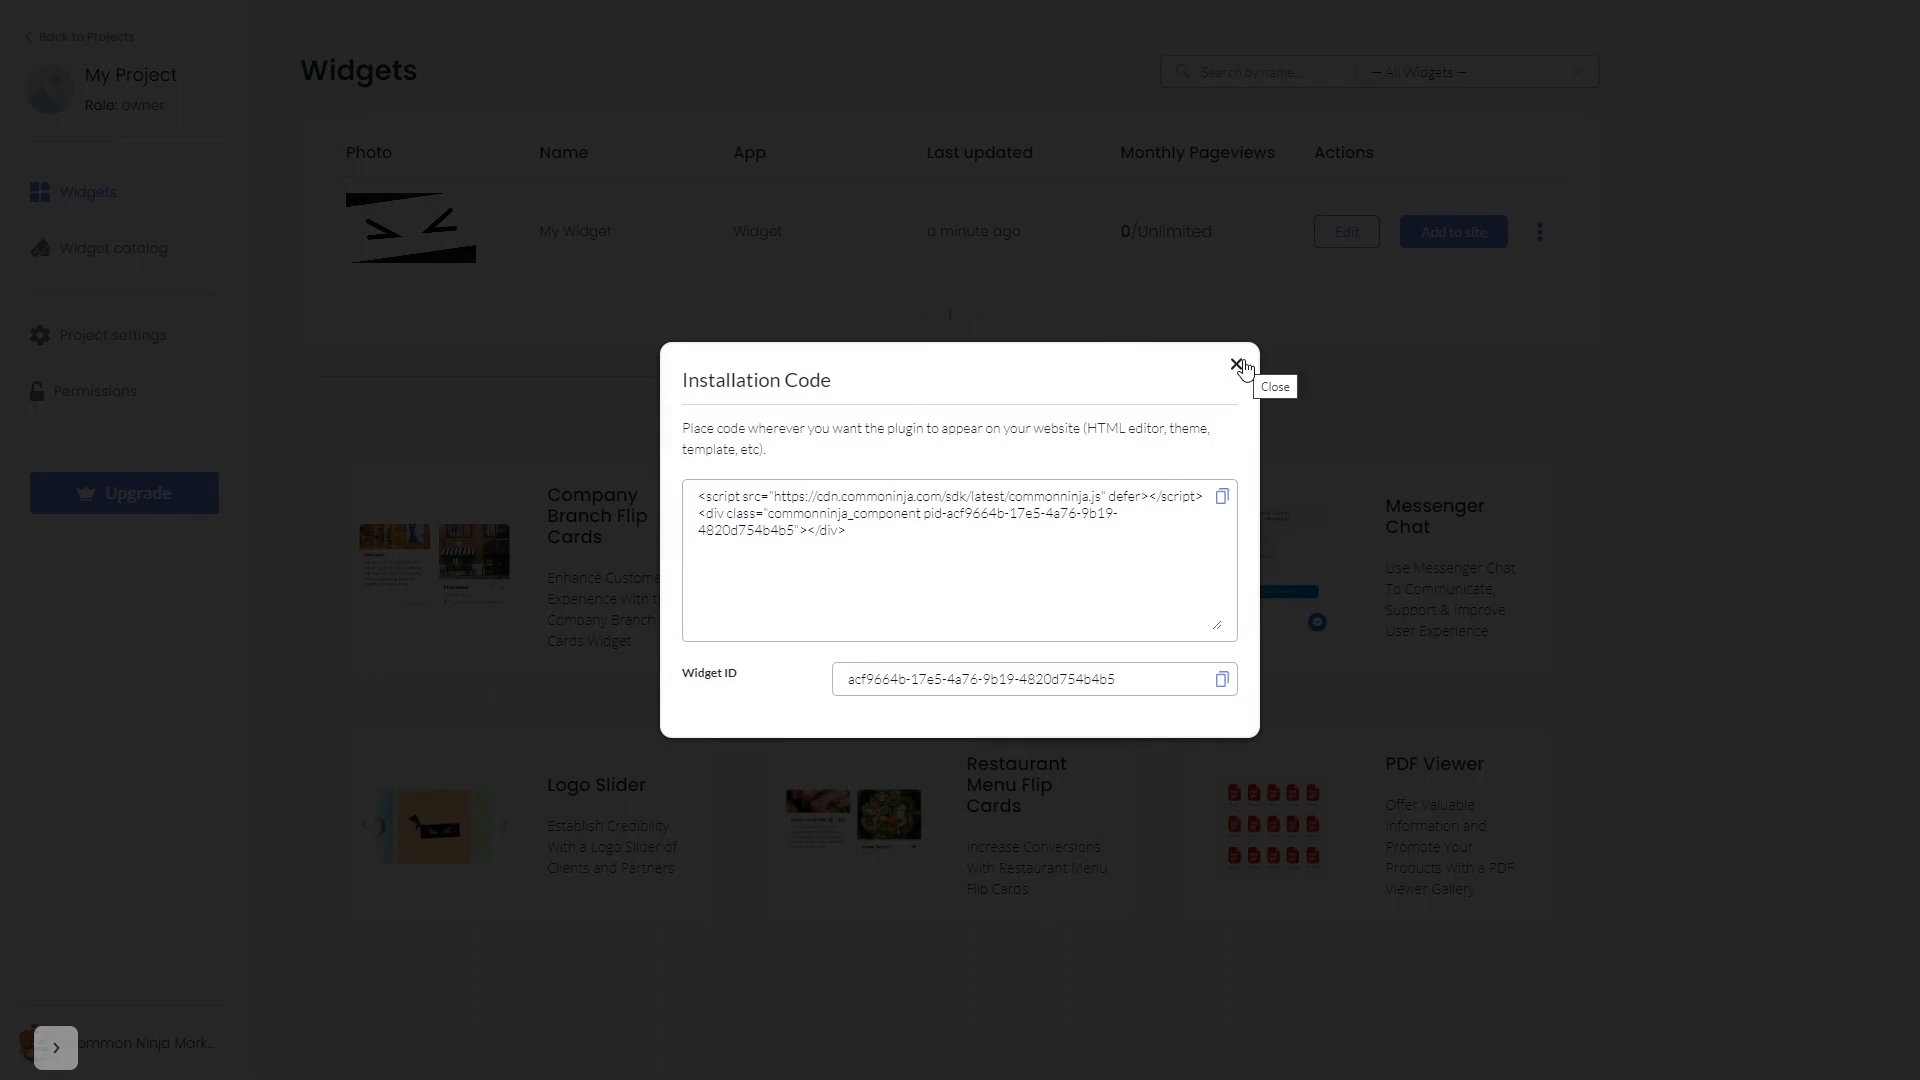 Back to Projects
My Project
Role: owner
Widgets
Widget catalog
Project settings
Permissions
Upgrade
Widgets
Search by name...
— All Widgets —
Photo
Name
App
Last updated
Monthly Pageviews
Actions
My Widget
Widget
a minute ago
0/Unlimited
Edit
Add to site
1
Installation Code
Close
Place code wherever you want the plugin to appear on your website (HTML editor, theme,
template, etc).
<script src="https://cdn.commoninja.com/sdk/latest/commonninja.js" defer></script>
<div class="commonninja_component pid-acf9664b-17e5-4a76-9b19-
4820d754b4b5"></div>
Widget ID
acf9664b-17e5-4a76-9b19-4820d754b4b5
Company
Branch Flip
Cards
Enhance Custome
Experience With
Company Branch
Cards Widget
Messenger
Chat
Use Messenger Chat
To Communicate,
Support & Improve
User Experience
Logo Slider
Establish Credibility
With a Logo Slider of
Clients and Partners
Restaurant
Menu Flip
Cards
Increase Conversions
With Restaurant Menu
Flip Cards
PDF Viewer
Offer Valuable
Information and
Promote Your
Products With a PDF
Viewer Gallery
ommon Ninja Mark...